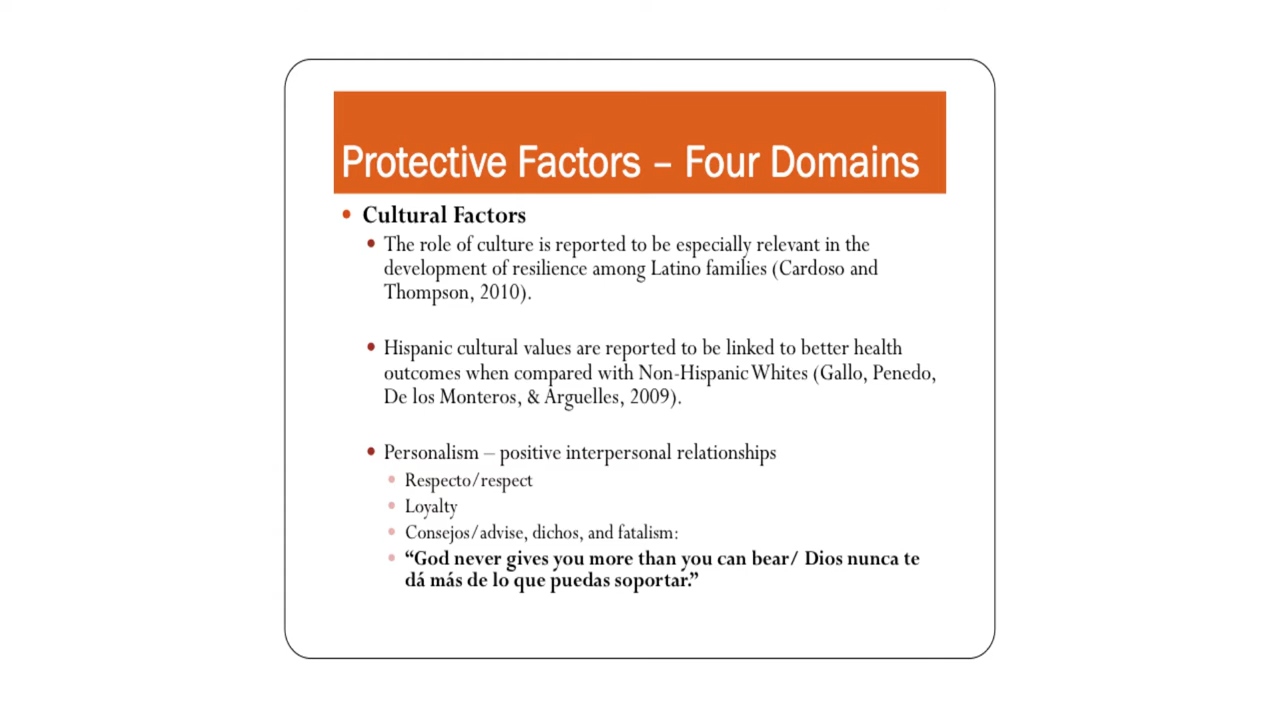 Protective Factors – Four Domains
• Cultural Factors
• The role of culture is reported to be especially relevant in the
development of resilience among Latino families (Cardoso and
Thompson, 2010).
• Hispanic cultural values are reported to be linked to better health
outcomes when compared with Non-Hispanic Whites (Gallo, Penedo,
De los Monteros, & Arguelles, 2009).
• Personalism – positive interpersonal relationships
• Respecto/respect
• Loyalty
• Consejos/advise, dichos, and fatalism:
• “God never gives you more than you can bear/ Dios nunca te
dá más de lo que puedas soportar.”